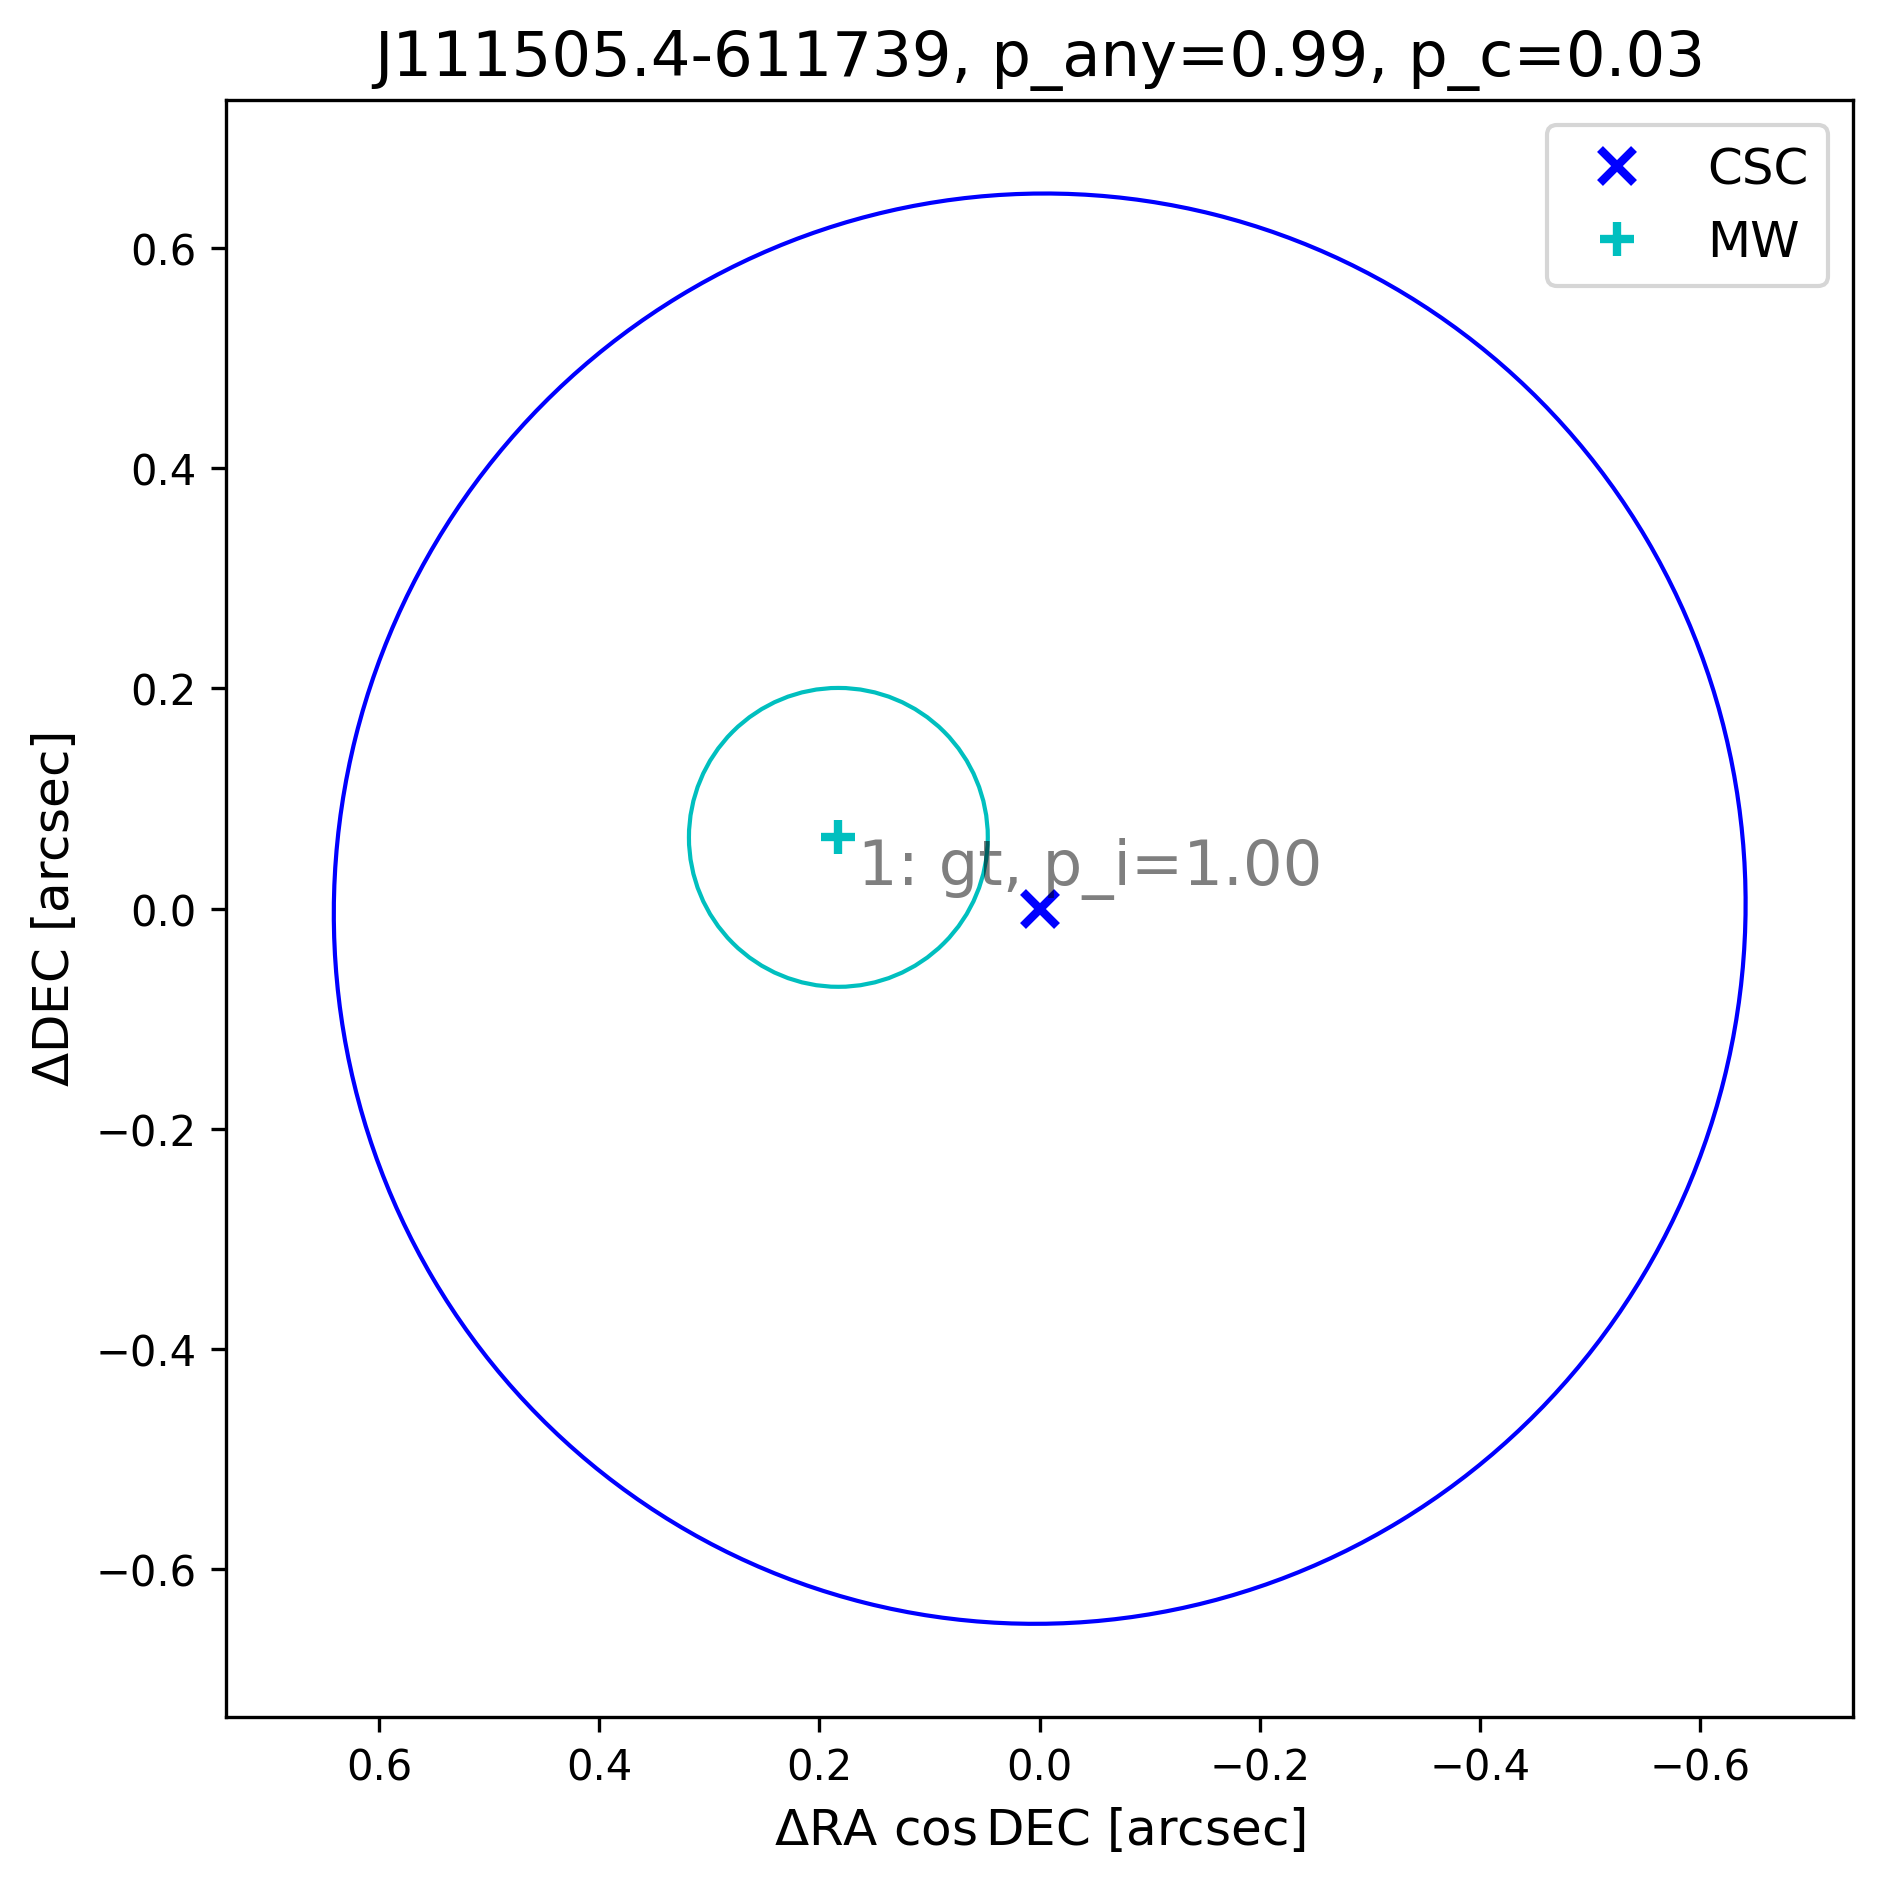 J111505.4-611739, p_any=0.99, p_c=0.03
CSC
MW
0.6
0.4
0.2
0.0
−0.2
−0.4
−0.6
ΔDEC [arcsec]
1: gt, p_i=1.00
0.6 0.4 0.2 0.0 −0.2 −0.4 −0.6
ΔRA cos DEC [arcsec]